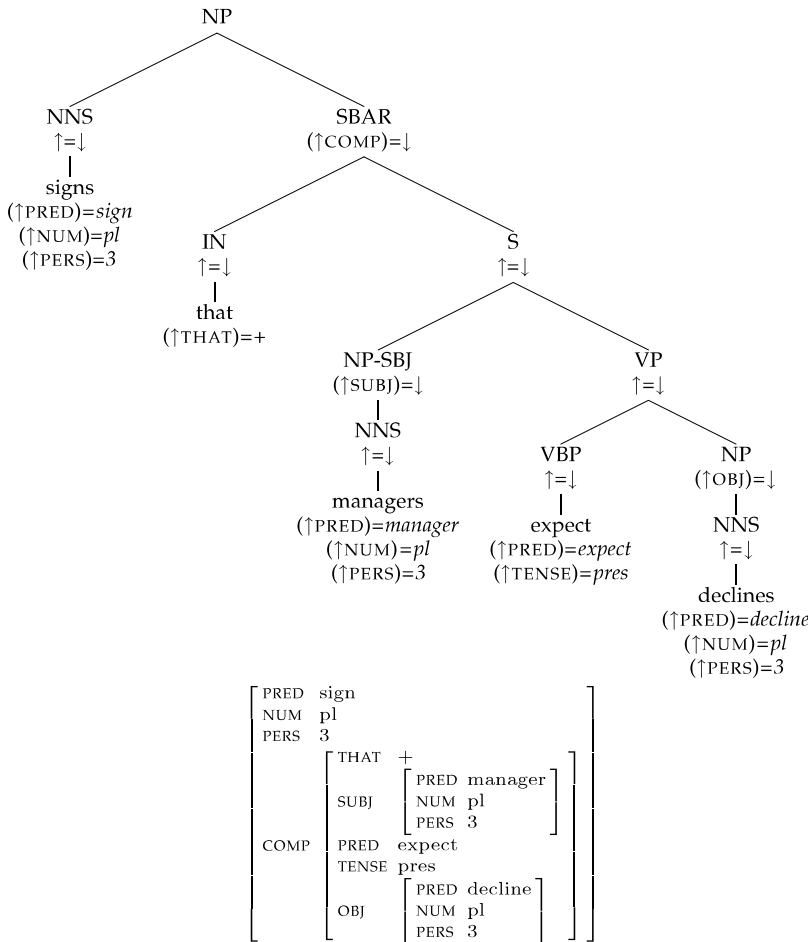 NP
NNS SBAR
↑=↓ (↑COMP)=↓
signs
(↑PRED)=sign
(↑NUM)=pl
(↑PERS)=3
IN S
↑=↓ ↑=↓
that
(↑THAT)=+
NP-SBJ VP
(↑SUBJ)=↓ ↑=↓
NNS
↑=↓
VBP NP
↑=↓ (↑OBJ)=↓
managers
(↑PRED)=manager
(↑NUM)=pl
(↑PERS)=3
expect
(↑PRED)=expect
(↑TENSE)=pres
NNS
↑=↓
declines
(↑PRED)=decline
(↑NUM)=pl
(↑PERS)=3
PRED sign
NUM pl
PERS 3
THAT +
PRED manager
SUBJ NUM pl
PERS 3
COMP PRED expect
TENSE pres
PRED decline
OBJ NUM pl
PERS 3